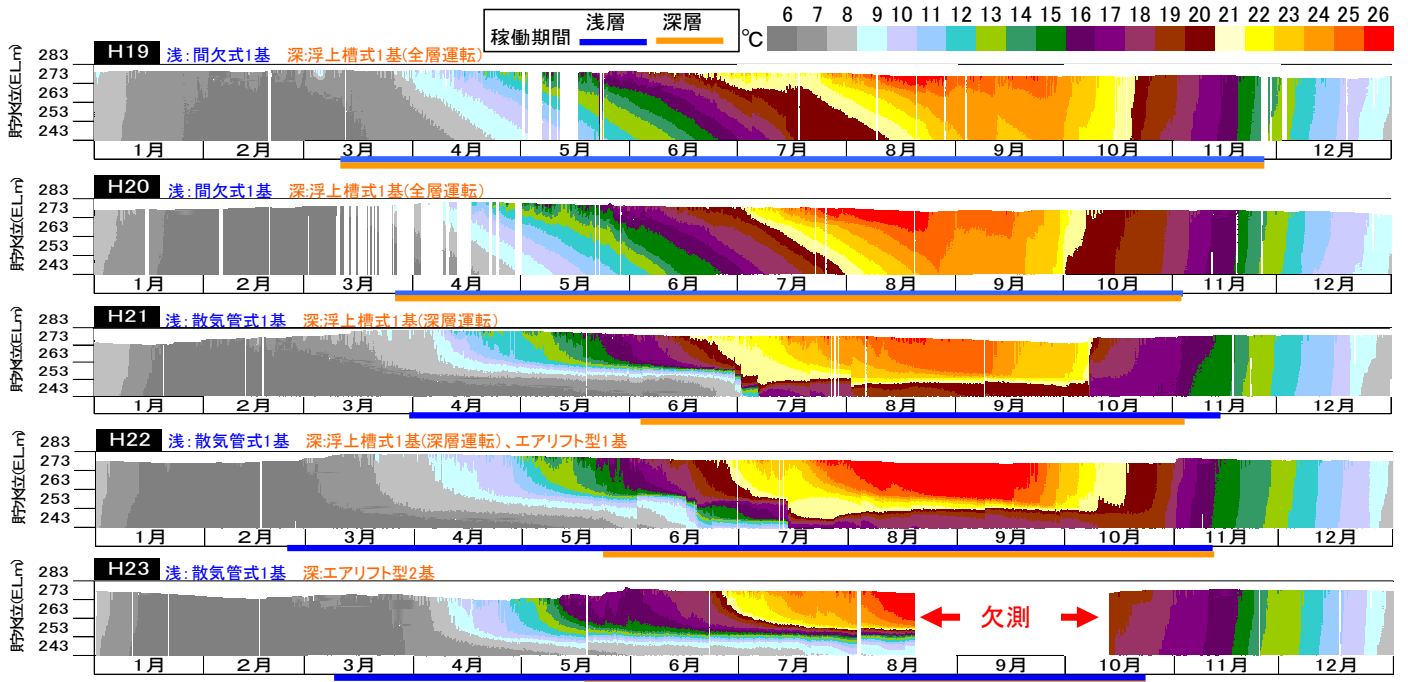 稼働期間 浅層 深層
℃ 6 7 8 9 10 11 12 13 14 15 16 17 18 19 20 21 22 23 24 25 26
H19 浅:間欠式1基 深:浮上槽式1基(全層運転)
貯水位(EL.m)
283
273
263
253
243
1月 2月 3月 4月 5月 6月 7月 8月 9月 10月 11月 12月
H20 浅:間欠式1基 深:浮上槽式1基(全層運転)
貯水位(EL.m)
283
273
263
253
243
1月 2月 3月 4月 5月 6月 7月 8月 9月 10月 11月 12月
H21 浅:散気管式1基 深:浮上槽式1基(深層運転)
貯水位(EL.m)
283
273
263
253
243
1月 2月 3月 4月 5月 6月 7月 8月 9月 10月 11月 12月
H22 浅:散気管式1基 深:浮上槽式1基(深層運転)、エアリフト型1基
貯水位(EL.m)
283
273
263
253
243
1月 2月 3月 4月 5月 6月 7月 8月 9月 10月 11月 12月
H23 浅:散気管式1基 深:エアリフト型2基
貯水位(EL.m)
283
273
263
253
243
欠測
1月 2月 3月 4月 5月 6月 7月 8月 9月 10月 11月 12月